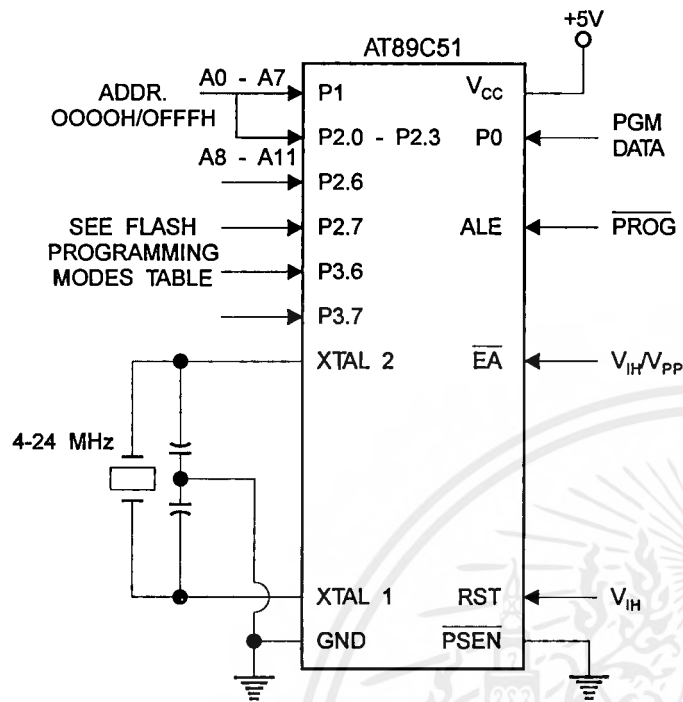 +5V
AT89C51
A0 - A7
ADDR.
OOOOH/OFFFH
P1
VCC
P2.0 - P2.3
P0
PGM
DATA
A8 - A11
P2.6
SEE FLASH
PROGRAMMING
MODES TABLE
P2.7
ALE
PROG
P3.6
P3.7
XTAL 2
EA
VIH/VPP
4-24 MHz
XTAL 1
RST
VIH
GND
PSEN